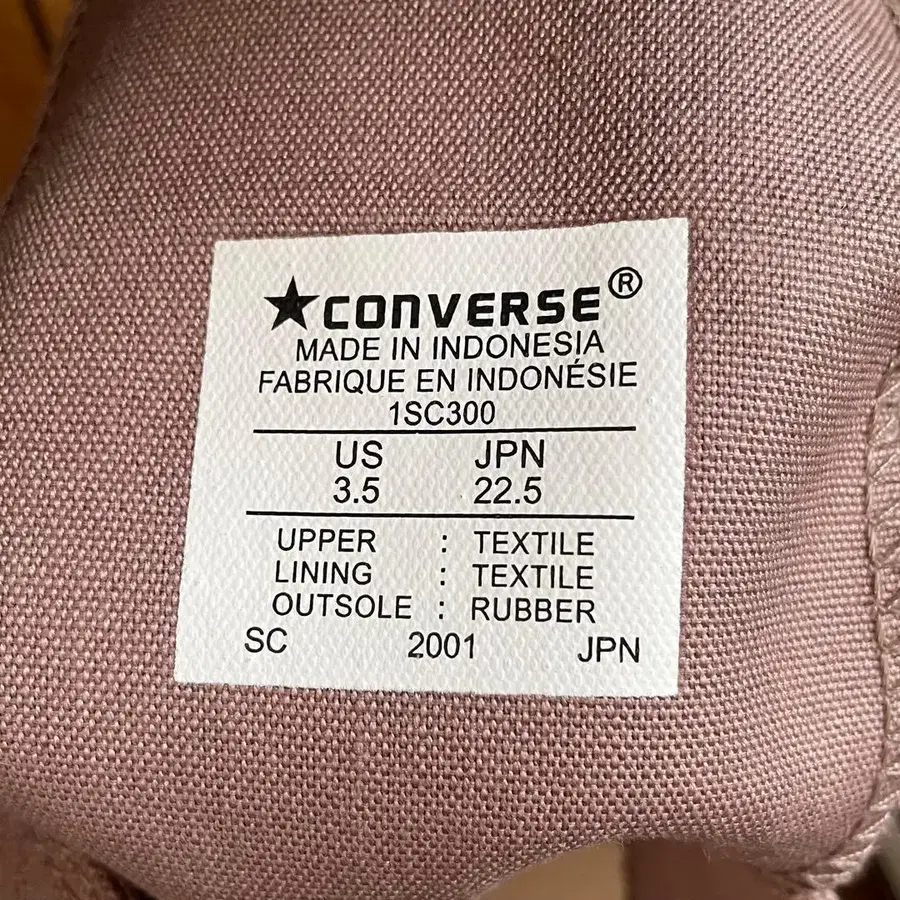 ★CONVERSE®
MADE IN INDONESIA
FABRIQUE EN INDONÉSIE
1SC300
US JPN
3.5 22.5
UPPER : TEXTILE
LINING : TEXTILE
OUTSOLE : RUBBER
SC 2001 JPN